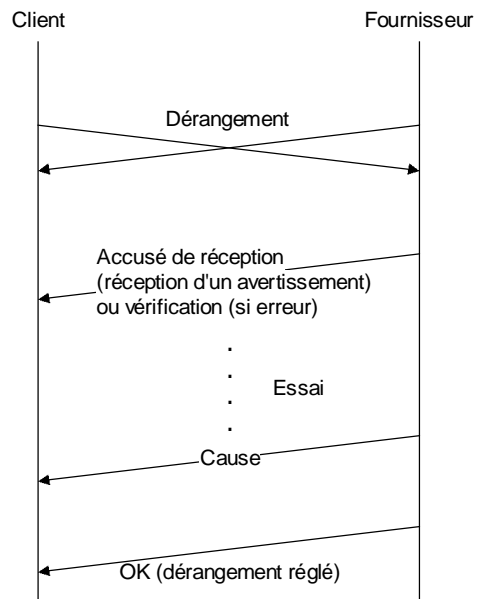 Client
Fournisseur
Dérangement
Accusé de réception
(réception d'un avertissement)
ou vérification (si erreur)
Essai
Cause
OK (dérangement réglé)